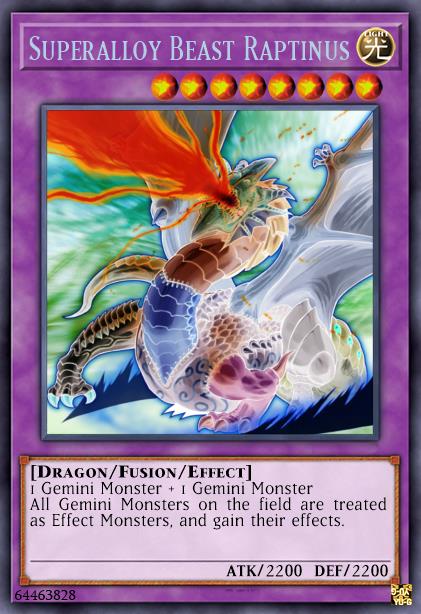 Superalloy Beast Raptinus
LIGHT
光
[Dragon/Fusion/Effect]
1 Gemini Monster + 1 Gemini Monster
All Gemini Monsters on the field are treated
as Effect Monsters, and gain their effects.
ATK/2200 DEF/2200
64463828